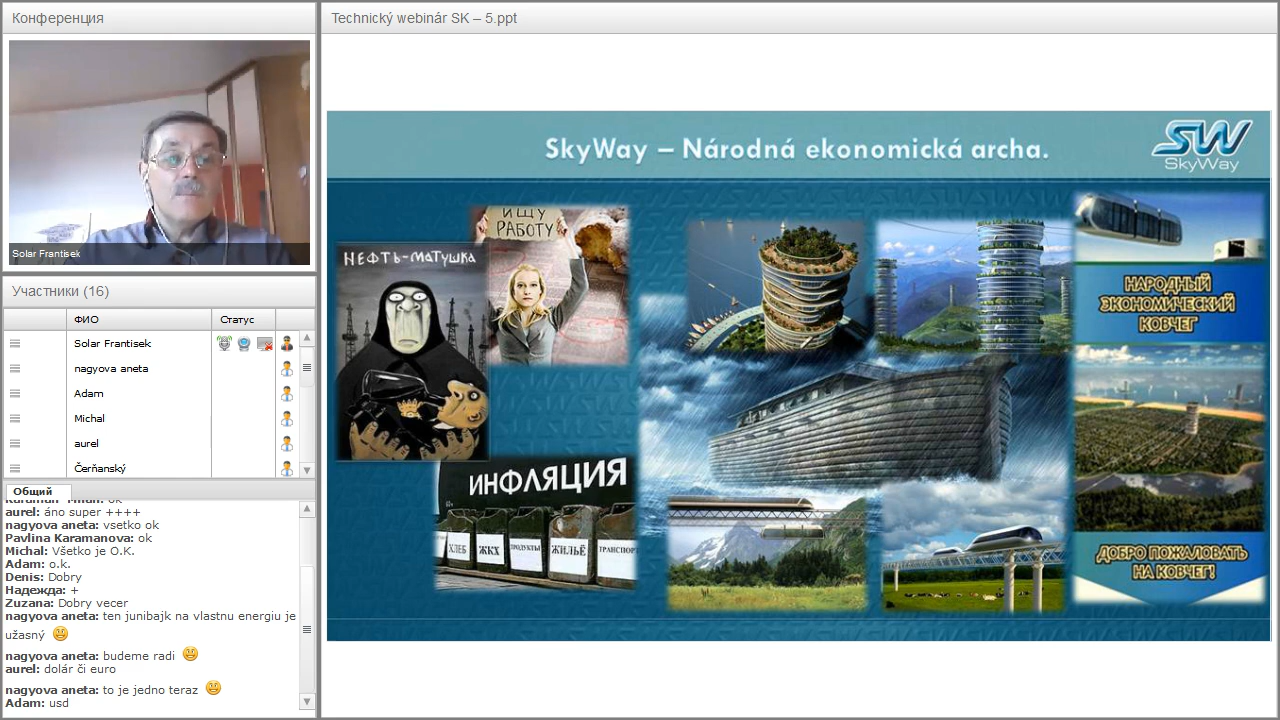 Конференция
Solar Frantisek
Участники (16)
ФИО
Статус
Solar Frantisek
nagyova aneta
Adam
Michal
aurel
Čerňanský
Общий
aurel: áno super ++++
nagyova aneta: vsetko ok
Pavlina Karamanova: ok
Michal: Všetko je O.K.
Adam: o.k.
Denis: Dobry
Надежда: +
Zuzana: Dobry vecer
nagyova aneta: ten junibajk na vlastnu energiu je
užasný
nagyova aneta: budeme radi
aurel: dolár či euro
nagyova aneta: to je jedno teraz
Adam: usd
Technický webinár SK – 5.ppt
SkyWay – Národná ekonomická archa.
SW
SkyWay
ИЩУ
РАБОТУ
НЕФТЬ-МАТУШКА
ИНФЛЯЦИЯ
ХЛЕБ
ЖКХ
ПРОДУКТЫ
ЖИЛЬЁ
ТРАНСПОРТ
НАРОДНЫЙ
ЭКОНОМИЧЕСКИЙ
КОВЧЕГ
ДОБРО ПОЖАЛОВАТЬ
НА КОВЧЕГ!